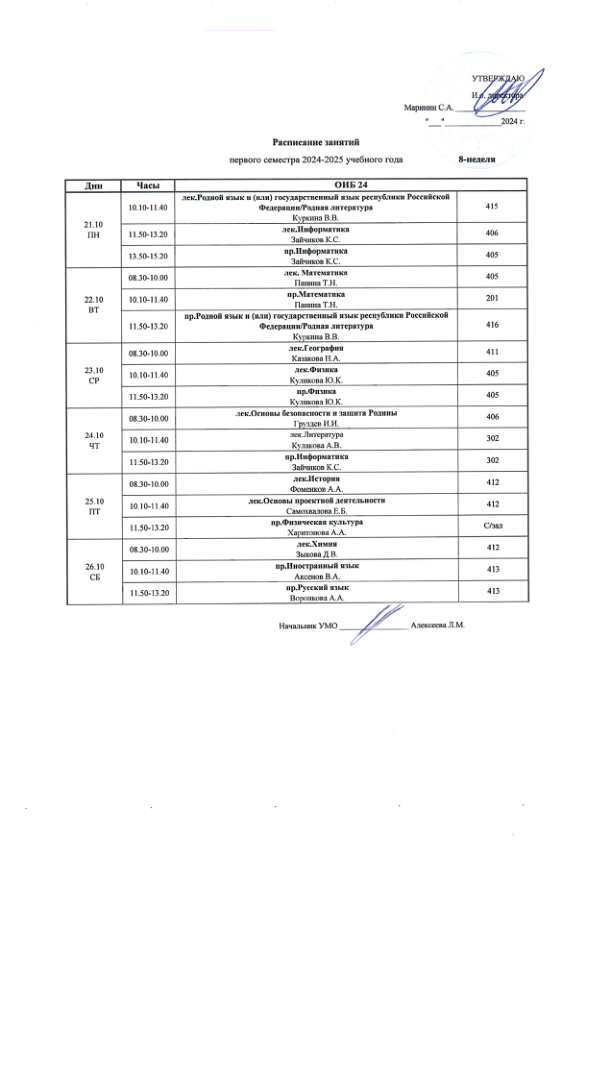 УТВЕРЖДАЮ
И.о. директора
Маринин С.А. ________________
"___"______________2024 г.
Расписание занятий
первого семестра 2024-2025 учебного года 8-неделя
Дни Часы ОИБ 24
21.10
ПН
10.10-11.40
лек.Родной язык и (или) государственный язык республики Российской
Федерации/Родная литература
Куркина В.В.
415
11.50-13.20
лек.Информатика
Зайчиков К.С.
406
13.50-15.20
пр.Информатика
Зайчиков К.С.
405
22.10
ВТ
08.30-10.00
лек. Математика
Панина Т.Н.
405
10.10-11.40
пр.Математика
Панина Т.Н.
201
11.50-13.20
пр.Родной язык и (или) государственный язык республики Российской
Федерации/Родная литература
Куркина В.В.
416
23.10
СР
08.30-10.00
лек.География
Казакова Н.А.
411
10.10-11.40
лек.Физика
Куликова Ю.К.
405
11.50-13.20
пр.Физика
Куликова Ю.К.
405
24.10
ЧТ
08.30-10.00
лек.Основы безопасности и защита Родины
Груздев И.И.
406
10.10-11.40
лек.Литература
Кулакова А.В.
302
11.50-13.20
пр.Информатика
Зайчиков К.С.
302
25.10
ПТ
08.30-10.00
лек.История
Фоменков А.А.
412
10.10-11.40
лек.Основы проектной деятельности
Самохвалова Е.Б.
412
11.50-13.20
пр.Физическая культура
Харитонова А.А.
С/зал
26.10
СБ
08.30-10.00
лек.Химия
Зыкова Д.В.
412
10.10-11.40
пр.Иностранный язык
Аксенов В.А.
413
11.50-13.20
пр.Русский язык
Воронкова А.А.
413
Начальник УМО ________________ Алексеева Л.М.